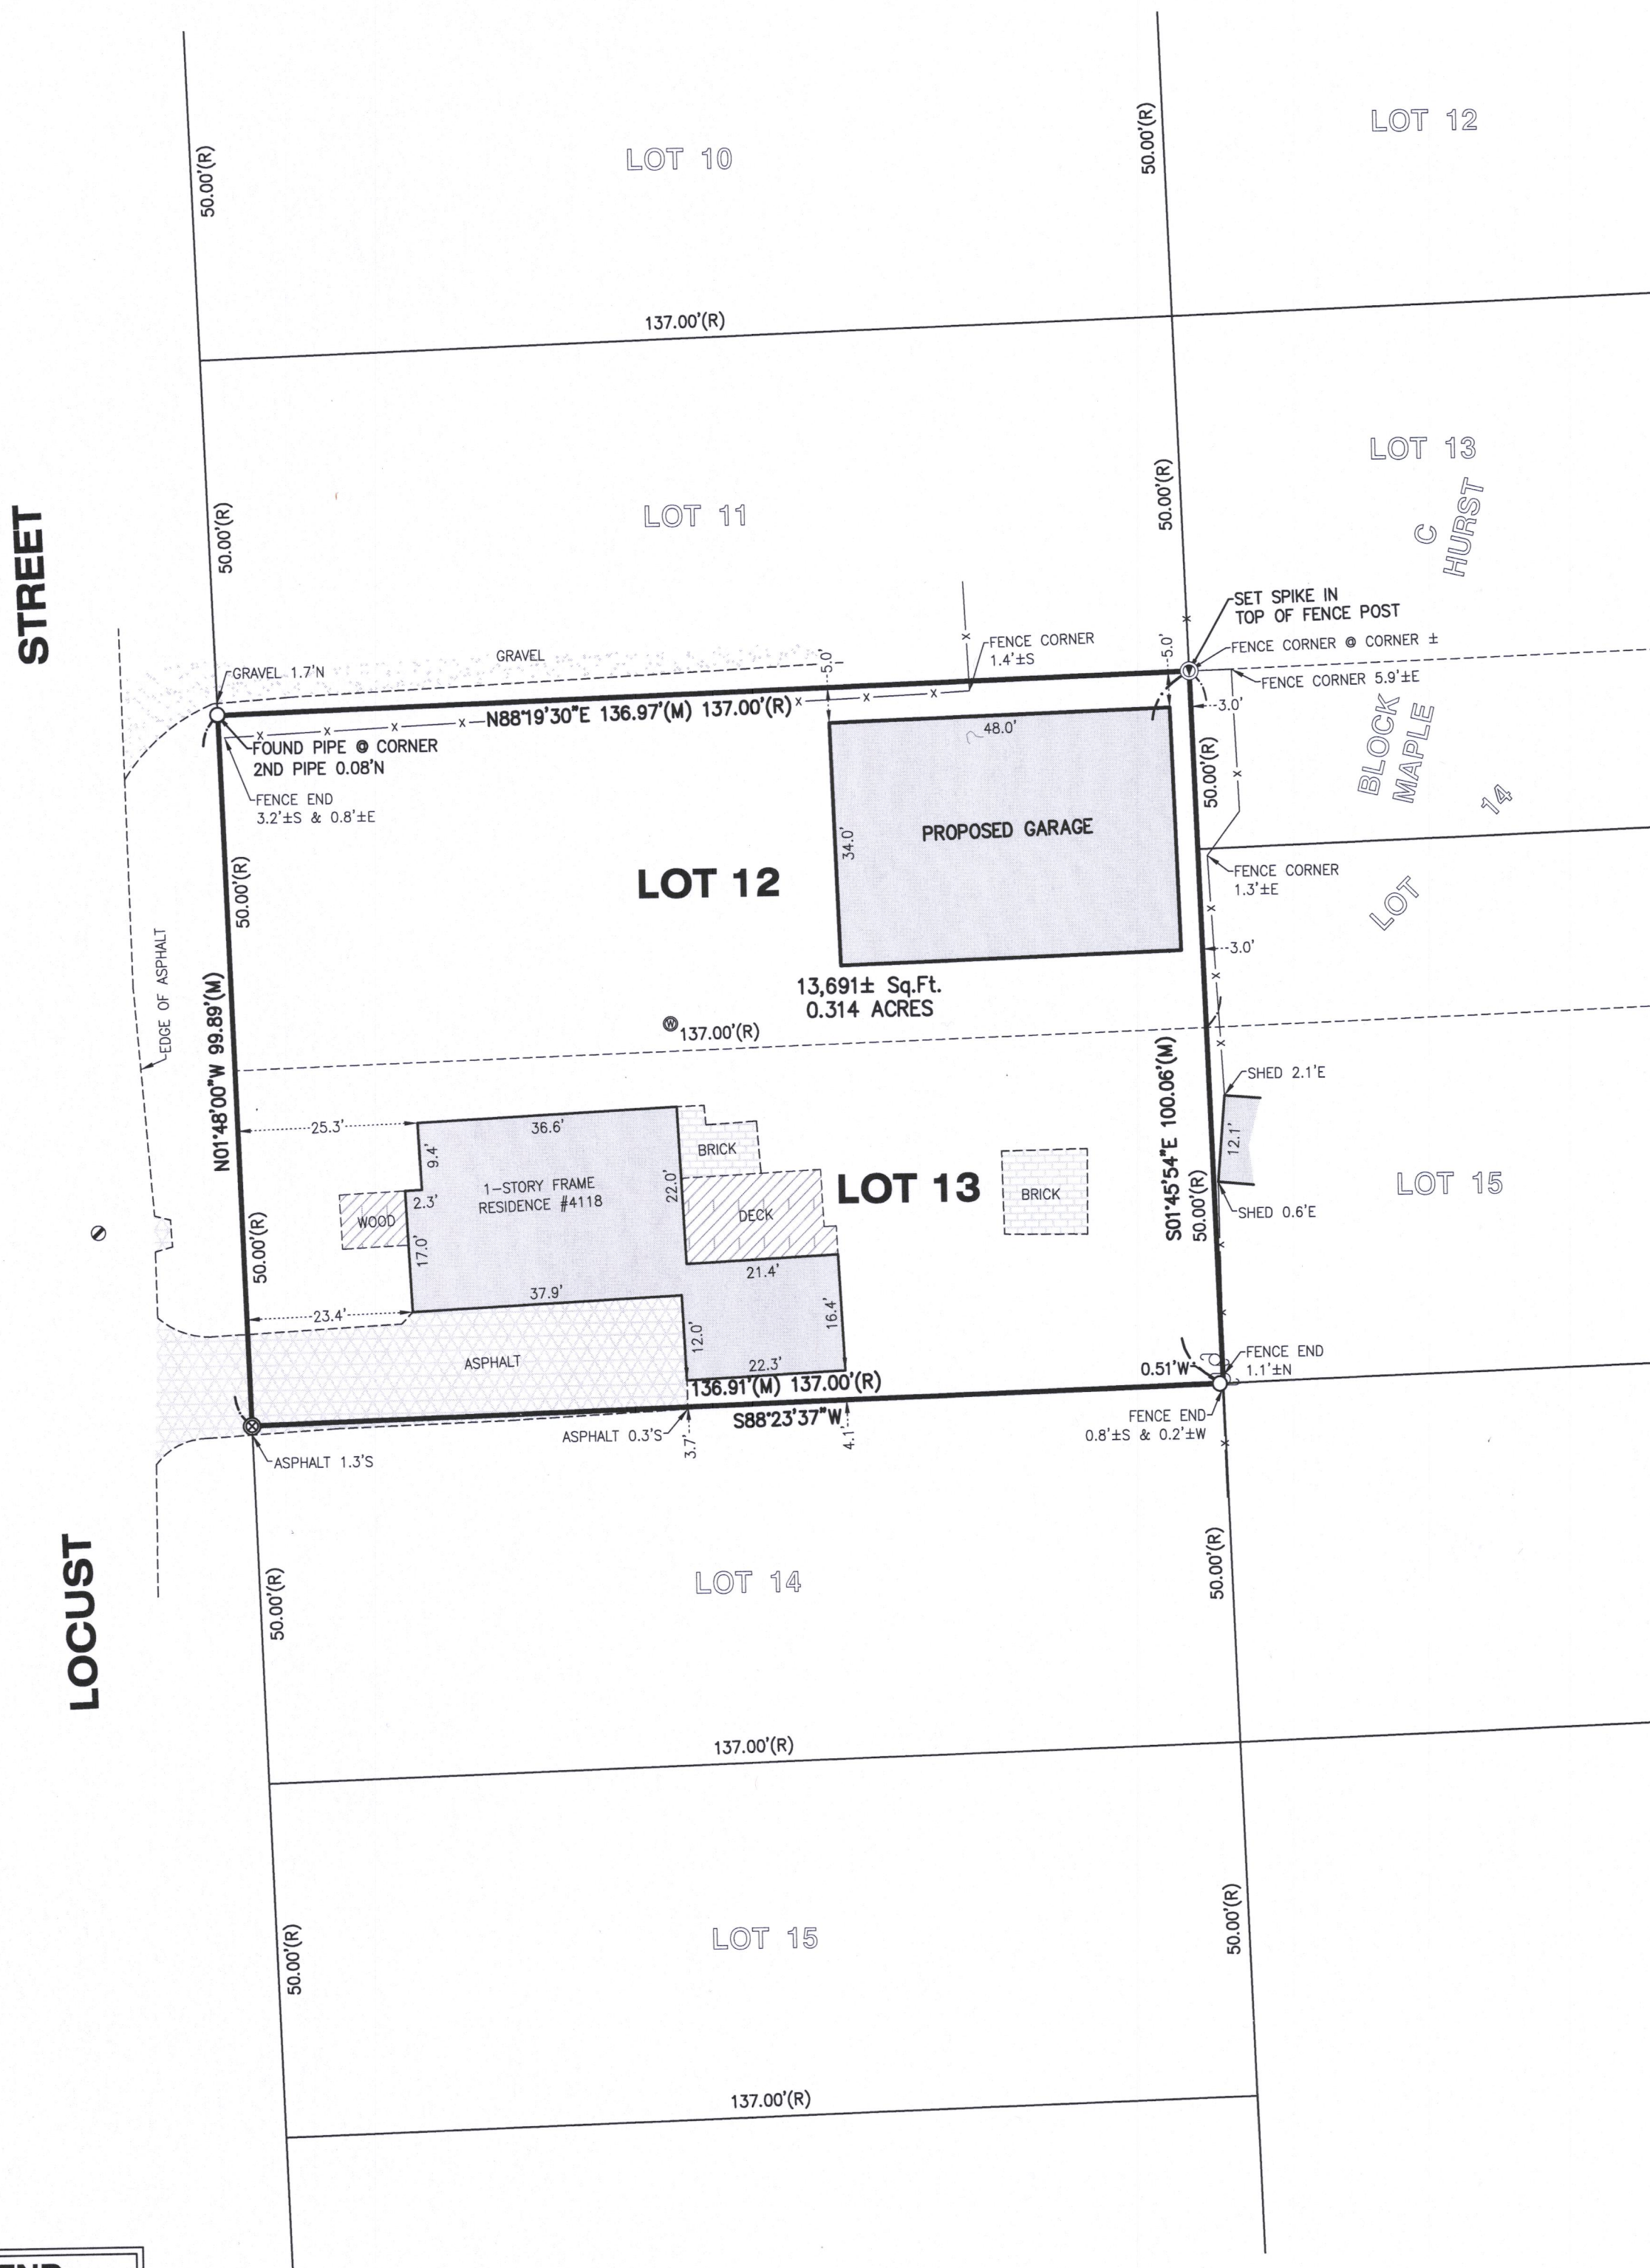 50.00'(R)
LOT 10
50.00'(R)
LOT 12
137.00'(R)
STREET
50.00'(R)
LOT 11
50.00'(R)
LOT 13
C
HURST
SET SPIKE IN
TOP OF FENCE POST
FENCE CORNER @ CORNER ±
FENCE CORNER 5.9'±E
GRAVEL
GRAVEL 1.7'N
5.0'
FENCE CORNER
1.4'±S
5.0'
N88°19'30"E 136.97'(M) 137.00'(R)
FOUND PIPE @ CORNER
2ND PIPE 0.08'N
FENCE END
3.2'±S & 0.8'±E
48.0'
3.0'
50.00'(R)
BLOCK
MAPLE
14
LOT
34.0'
PROPOSED GARAGE
50.00'(R)
LOT 12
FENCE CORNER
1.3'±E
3.0'
13,691± Sq.Ft.
0.314 ACRES
EDGE OF ASPHALT
N01°48'00"W 99.89'(M)
W
137.00'(R)
S01°45'54"E 100.06'(M)
50.00'(R)
SHED 2.1'E
12.1'
SHED 0.6'E
LOT 15
25.3'
36.6'
9.4'
1-STORY FRAME
RESIDENCE #4118
2.3'
WOOD
17.0'
22.0'
BRICK
DECK
LOT 13
BRICK
50.00'(R)
23.4'
37.9'
21.4'
16.4'
12.0'
22.3'
ASPHALT
136.91'(M) 137.00'(R)
S88°23'37"W
0.51'W
FENCE END
1.1'±N
FENCE END
0.8'±S & 0.2'±W
ASPHALT 0.3'S
3.7'
4.1'
ASPHALT 1.3'S
LOCUST
50.00'(R)
LOT 14
50.00'(R)
137.00'(R)
50.00'(R)
LOT 15
50.00'(R)
137.00'(R)